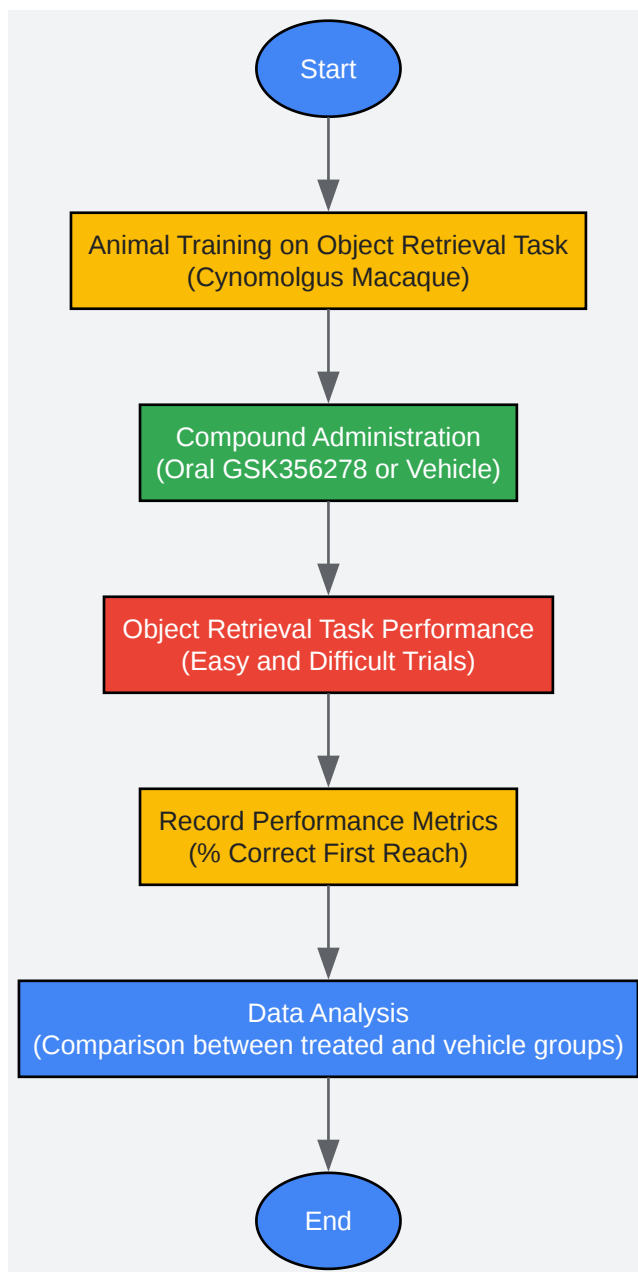 Start
Animal Training on Object Retrieval Task
(Cynomolgus Macaque)
Compound Administration
(Oral GSK356278 or Vehicle)
Object Retrieval Task Performance
(Easy and Difficult Trials)
Record Performance Metrics
(% Correct First Reach)
Data Analysis
(Comparison between treated and vehicle groups)
End